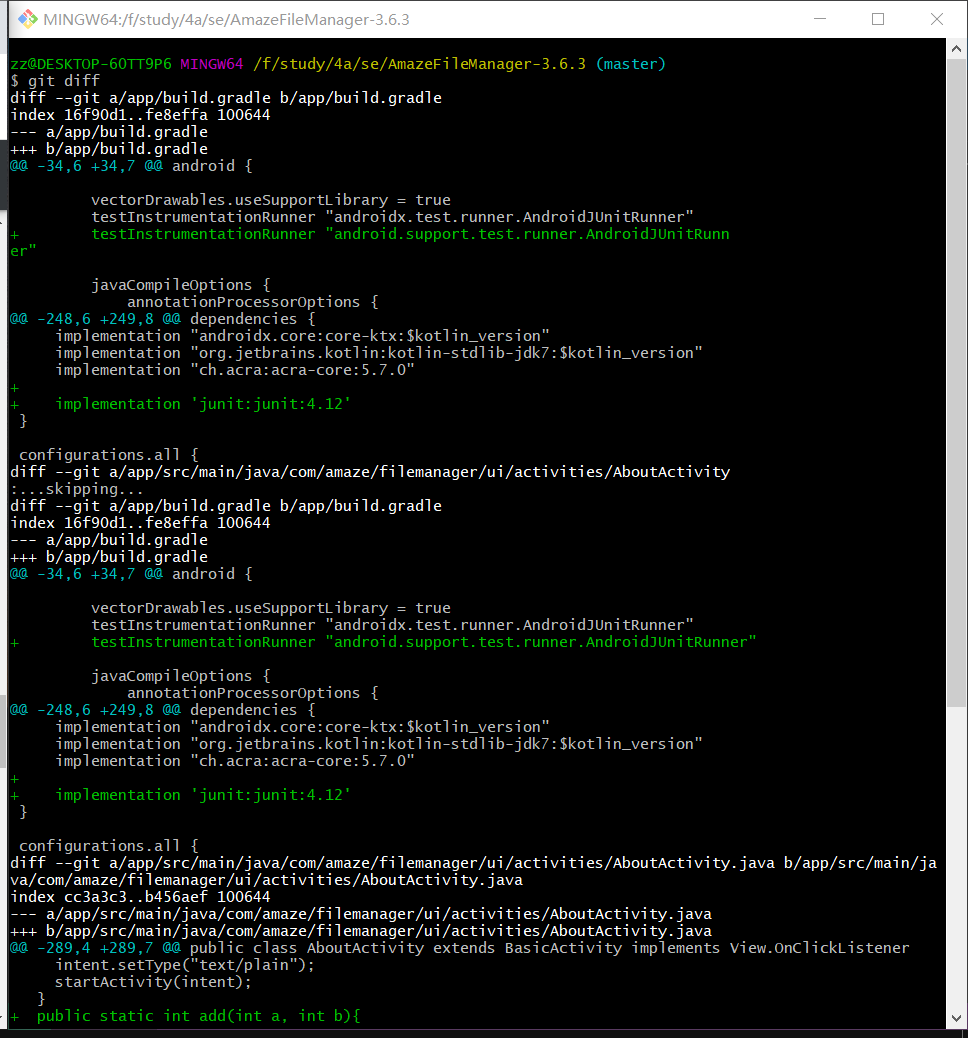 MINGW64:/f/study/4a/se/AmazeFileManager-3.6.3
zz@DESKTOP-6OTT9P6 MINGW64 /f/study/4a/se/AmazeFileManager-3.6.3 (master)
$ git diff
diff --git a/app/build.gradle b/app/build.gradle
index 16f90d1..fe8effa 100644
--- a/app/build.gradle
+++ b/app/build.gradle
@@ -34,6 +34,7 @@ android {
         vectorDrawables.useSupportLibrary = true
         testInstrumentationRunner "androidx.test.runner.AndroidJUnitRunner"
+        testInstrumentationRunner "android.support.test.runner.AndroidJUnitRunn
er"
         javaCompileOptions {
             annotationProcessorOptions {
@@ -248,6 +249,8 @@ dependencies {
     implementation "androidx.core:core-ktx:$kotlin_version"
     implementation "org.jetbrains.kotlin:kotlin-stdlib-jdk7:$kotlin_version"
     implementation "ch.acra:acra-core:5.7.0"
+
+    implementation 'junit:junit:4.12'
 }
 configurations.all {
diff --git a/app/src/main/java/com/amaze/filemanager/ui/activities/AboutActivity
:...skipping...
diff --git a/app/build.gradle b/app/build.gradle
index 16f90d1..fe8effa 100644
--- a/app/build.gradle
+++ b/app/build.gradle
@@ -34,6 +34,7 @@ android {
         vectorDrawables.useSupportLibrary = true
         testInstrumentationRunner "androidx.test.runner.AndroidJUnitRunner"
+        testInstrumentationRunner "android.support.test.runner.AndroidJUnitRunner"
         javaCompileOptions {
             annotationProcessorOptions {
@@ -248,6 +249,8 @@ dependencies {
     implementation "androidx.core:core-ktx:$kotlin_version"
     implementation "org.jetbrains.kotlin:kotlin-stdlib-jdk7:$kotlin_version"
     implementation "ch.acra:acra-core:5.7.0"
+
+    implementation 'junit:junit:4.12'
 }
 configurations.all {
diff --git a/app/src/main/java/com/amaze/filemanager/ui/activities/AboutActivity.java b/app/src/main/ja
va/com/amaze/filemanager/ui/activities/AboutActivity.java
index cc3a3c3..b456aef 100644
--- a/app/src/main/java/com/amaze/filemanager/ui/activities/AboutActivity.java
+++ b/app/src/main/java/com/amaze/filemanager/ui/activities/AboutActivity.java
@@ -289,4 +289,7 @@ public class AboutActivity extends BasicActivity implements View.OnClickListener
     intent.setType("text/plain");
     startActivity(intent);
   }
+  public static int add(int a, int b){